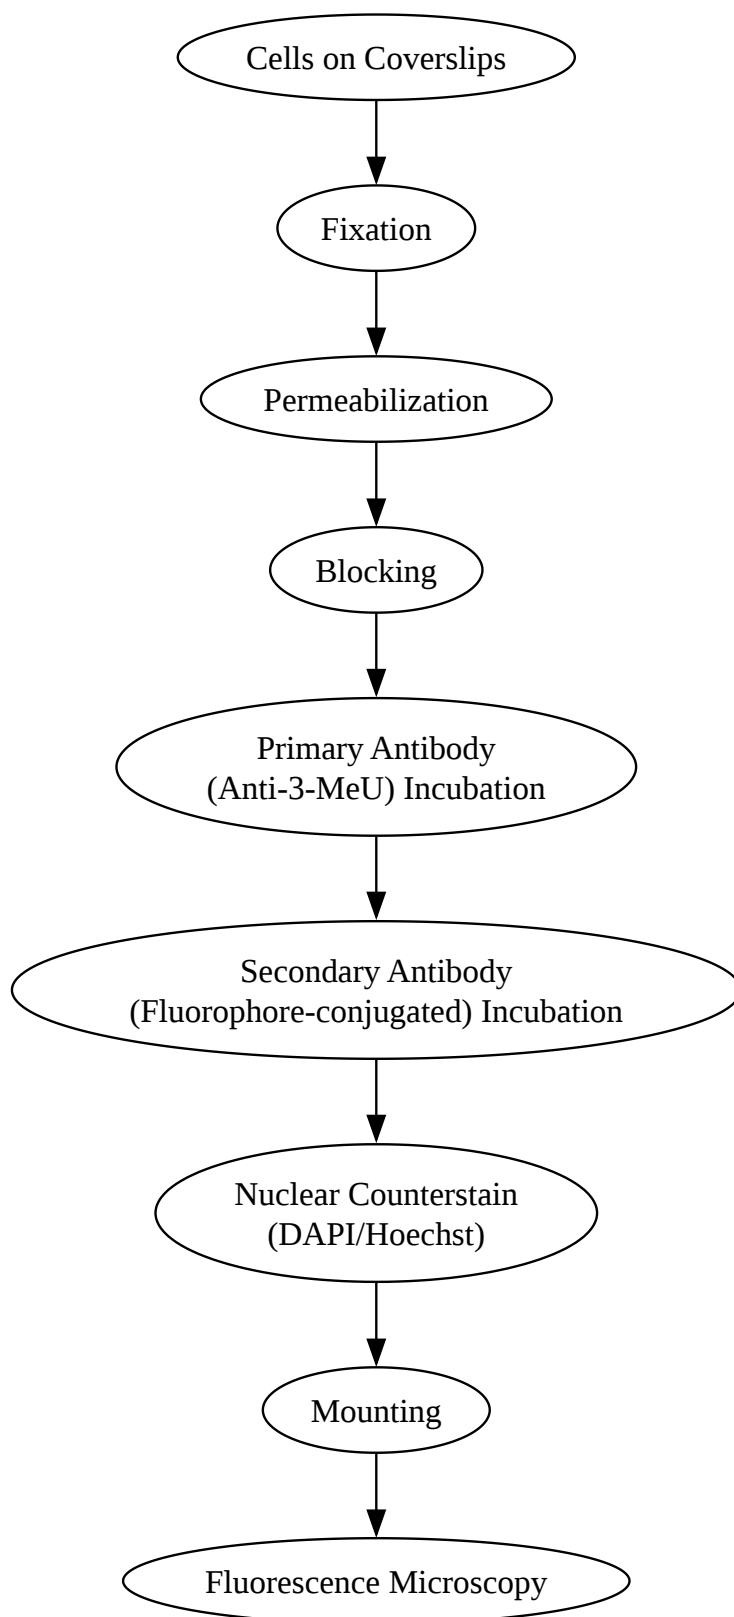 Cells on Coverslips
Fixation
Permeabilization
Blocking
Primary Antibody
(Anti-3-MeU) Incubation
Secondary Antibody
(Fluorophore-conjugated) Incubation
Nuclear Counterstain
(DAPI/Hoechst)
Mounting
Fluorescence Microscopy